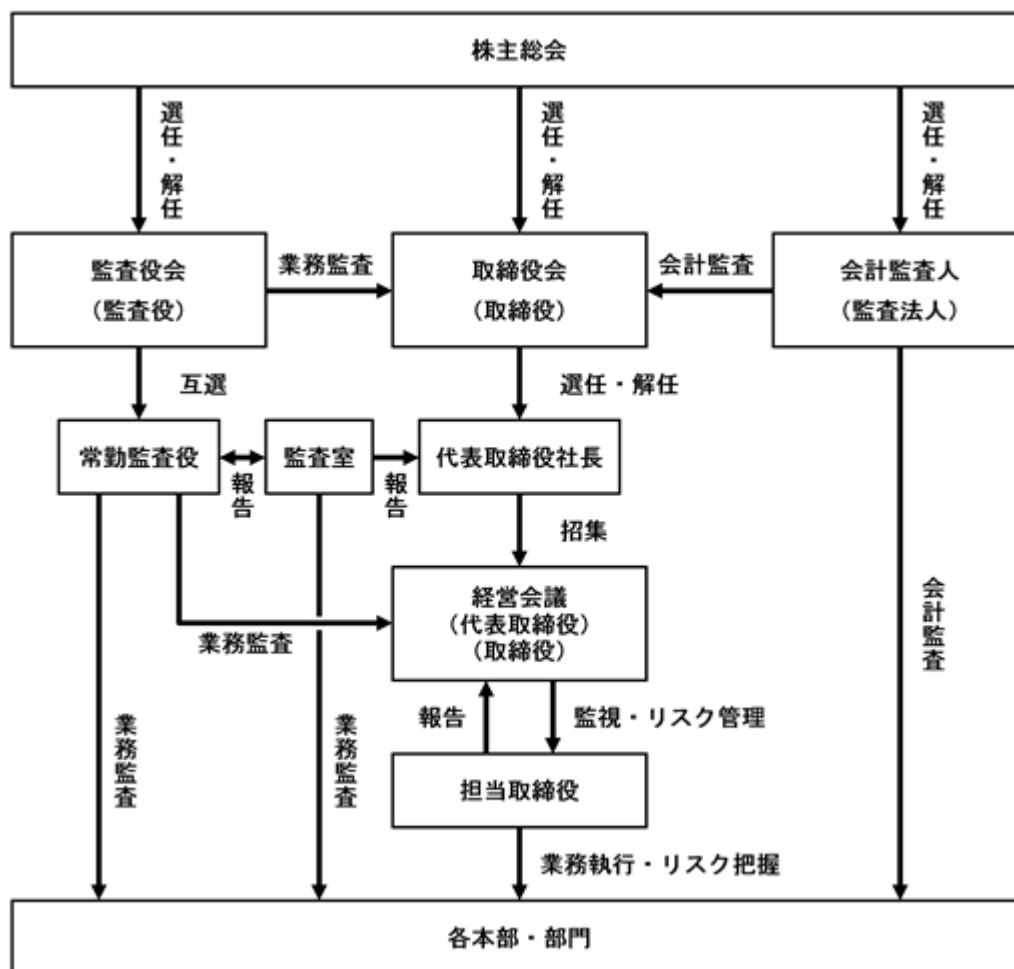 株主総会
選任・解任
選任・解任
選任・解任
監査役会
（監査役）
業務監査
取締役会
（取締役）
会計監査
会計監査人
（監査法人）
互選
選任・解任
常勤監査役
報告
監査室
報告
代表取締役社長
招集
経営会議
（代表取締役）
（取締役）
業務監査
会計監査
報告
監視・リスク管理
業務監査
業務監査
担当取締役
業務執行・リスク把握
各本部・部門